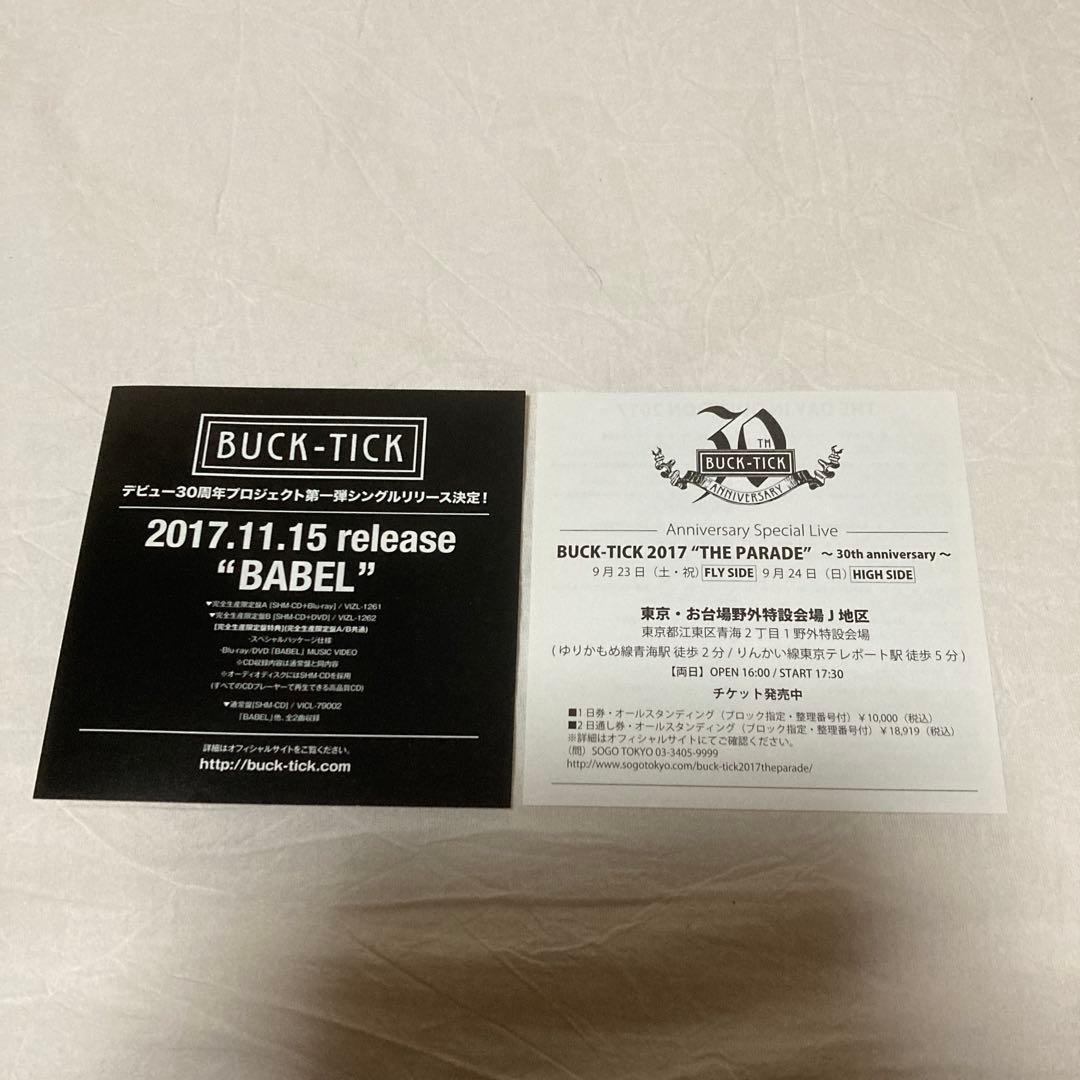 BUCK-TICK
デビュー30周年プロジェクト第一弾シングルリリース決定!
2017.11.15 release
“BABEL”
▼完全生産限定盤A [SHM-CD+Blu-ray] / VIZL-1261
▼完全生産限定盤B [SHM-CD+DVD] / VIZL-1262
[完全生産限定盤特典](完全生産限定盤A/B共通)
・スペシャルパッケージ仕様
・Blu-ray/DVD:「BABEL」 MUSIC VIDEO
※CD収録内容は通常盤と同内容
※オーディオディスクにはSHM-CDを採用
(すべてのCDプレーヤーで再生できる高品質CD)
▼通常盤[SHM-CD] / VICL-79002
「BABEL」他、全2曲収録
詳細はオフィシャルサイトをご覧ください。
http://buck-tick.com
30TH
BUCK-TICK
ANNIVERSARY
Anniversary Special Live
BUCK-TICK 2017 “THE PARADE” ～30th anniversary～
9月23日（土・祝）FLY SIDE 9月24日（日）HIGH SIDE
東京・お台場野外特設会場J地区
東京都江東区青海2丁目1野外特設会場
(ゆりかもめ線青海駅 徒歩2分 / りんかい線東京テレポート駅 徒歩5分)
【両日】OPEN 16:00 / START 17:30
チケット発売中
■1日券・オールスタンディング（ブロック指定・整理番号付）￥10,000（税込）
■2日通し券・オールスタンディング（ブロック指定・整理番号付）￥18,919（税込）
※詳細はオフィシャルサイトにてご確認ください。
(問) SOGO TOKYO 03-3405-9999
http://www.sogotokyo.com/buck-tick2017theparade/